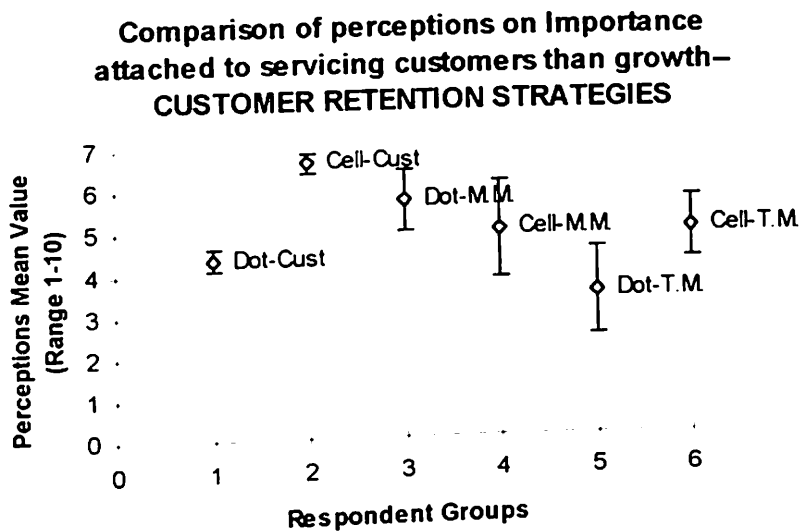 Comparison of perceptions on Importance
attached to servicing customers than growth–
CUSTOMER RETENTION STRATEGIES
Perceptions Mean Value
(Range 1-10)
7
6
5
4
3
2
1
0
Cell-Cust
Dot-M.M.
Cell-M.M.
Cell-T.M.
Dot-Cust
Dot-T.M.
0 1 2 3 4 5 6
Respondent Groups